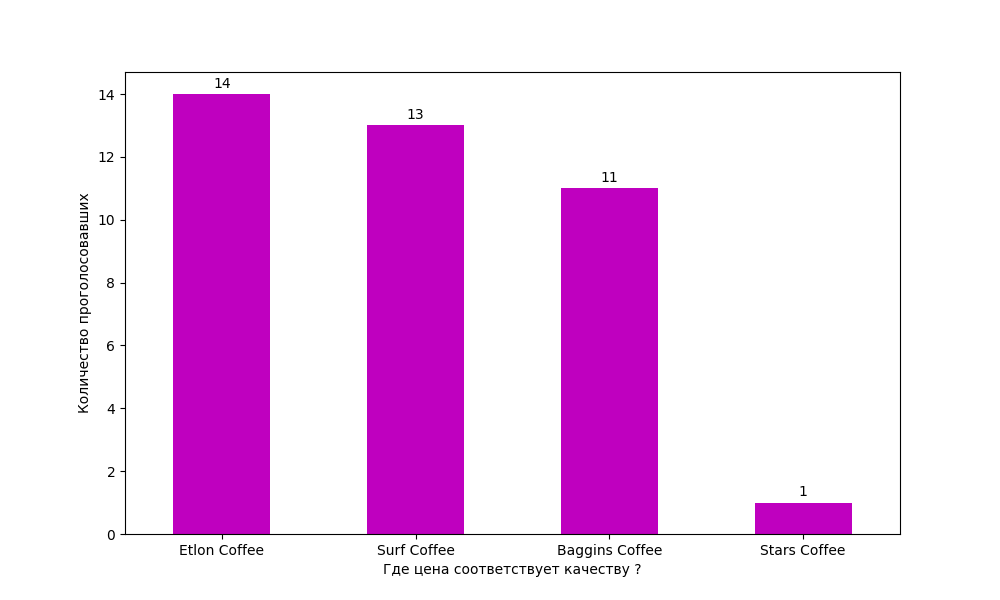 14
13
11
1
Количество проголосовавших
14
12
10
8
6
4
2
0
Etlon Coffee
Surf Coffee
Baggins Coffee
Stars Coffee
Где цена соответствует качеству ?